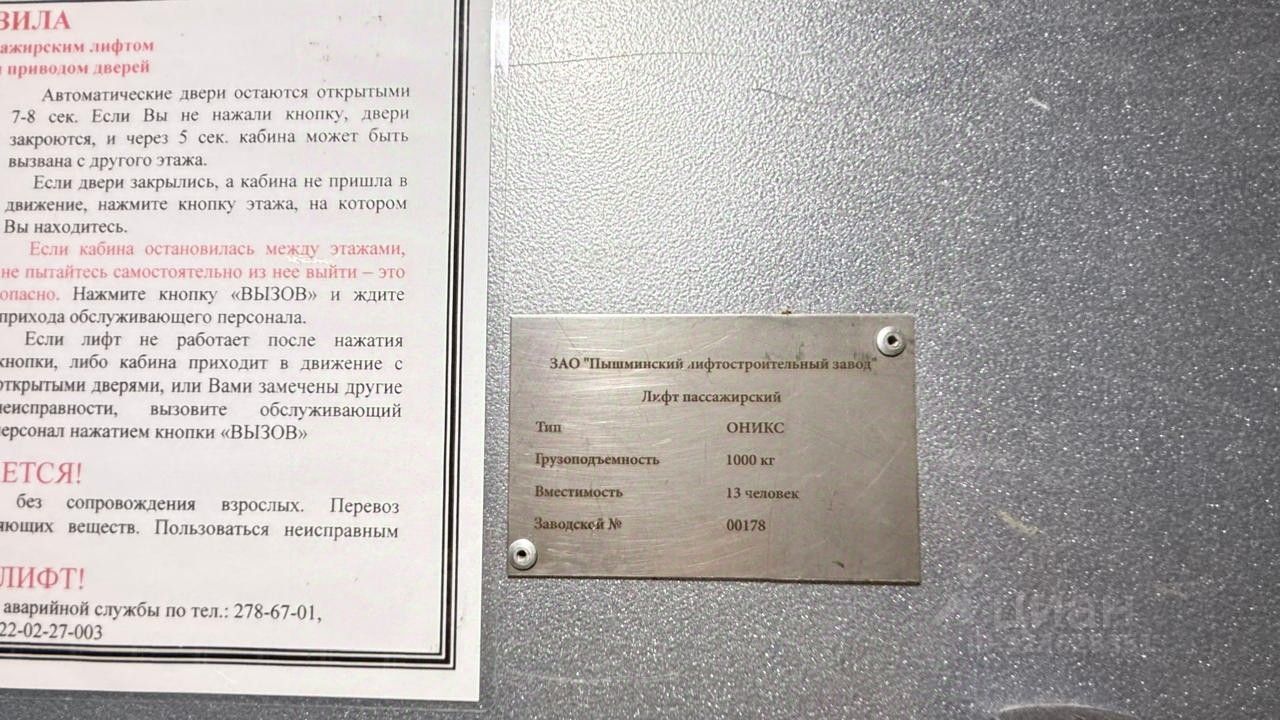 ВИЛА
сажирским лифтом
приводом дверей
Автоматические двери остаются открытыми
7-8 сек. Если Вы не нажали кнопку, двери
закроются, и через 5 сек. кабина может быть
вызвана с другого этажа.
Если двери закрылись, а кабина не пришла в
движение, нажмите кнопку этажа, на котором
Вы находитесь.
Если кабина остановилась между этажами,
не пытайтесь самостоятельно из нее выйти – это
опасно. Нажмите кнопку «ВЫЗОВ» и ждите
прихода обслуживающего персонала.
Если лифт не работает после нажатия
кнопки, либо кабина приходит в движение с
открытыми дверями, или Вами замечены другие
неисправности, вызовите обслуживающий
персонал нажатием кнопки «ВЫЗОВ»
ЕТСЯ!
без сопровождения взрослых. Перевоз
яющих веществ. Пользоваться неисправным
ЛИФТ!
аварийной службы по тел.: 278-67-01,
22-02-27-003
ЗАО "Пышминский лифтостроительный завод"
Лифт пассажирский
Тип ОНИКС
Грузоподъемность 1000 кг
Вместимость 13 человек
Заводской № 00178
циан